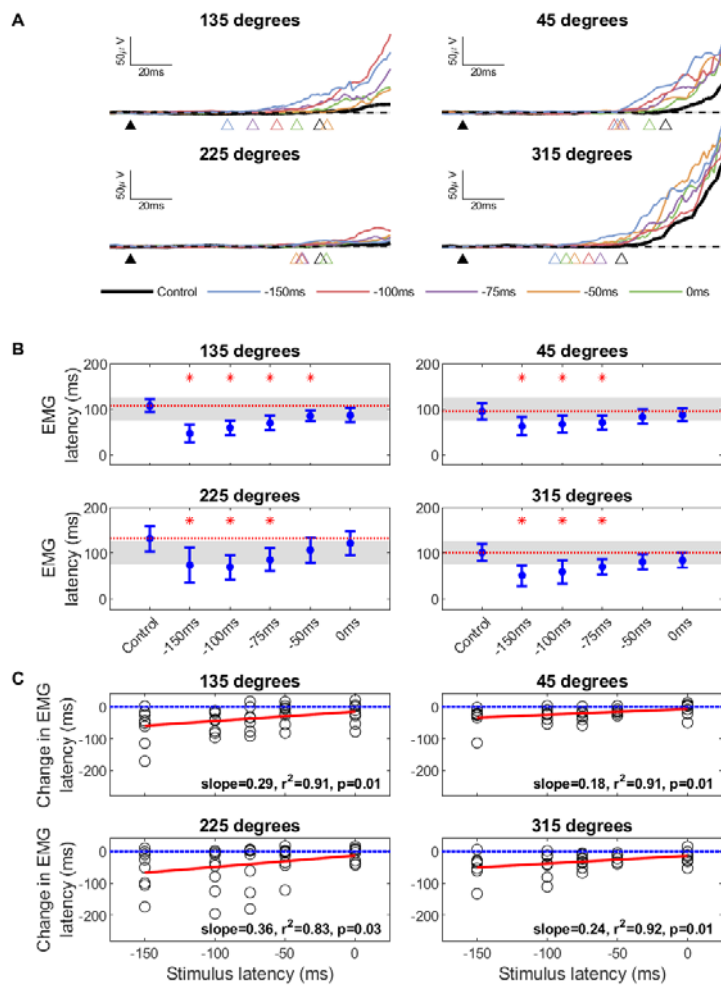 A
135 degrees
45 degrees
50μ V
20ms
50μ V
20ms
225 degrees
315 degrees
50μ V
20ms
50μ V
20ms
Control -150ms -100ms -75ms -50ms 0ms
B
135 degrees
45 degrees
EMG
latency (ms)
200
100
0
* * * *
200
100
0
* * *
225 degrees
315 degrees
EMG
latency (ms)
200
100
0
* * *
200
100
0
* * *
Control -150ms -100ms -75ms -50ms 0ms
Control -150ms -100ms -75ms -50ms 0ms
C
135 degrees
45 degrees
Change in EMG
latency (ms)
0
-100
-200
slope=0.29, r²=0.91, p=0.01
0
-100
-200
slope=0.18, r²=0.91, p=0.01
225 degrees
315 degrees
Change in EMG
latency (ms)
0
-100
-200
slope=0.36, r²=0.83, p=0.03
0
-100
-200
slope=0.24, r²=0.92, p=0.01
-150 -100 -50 0
-150 -100 -50 0
Stimulus latency (ms)
Stimulus latency (ms)